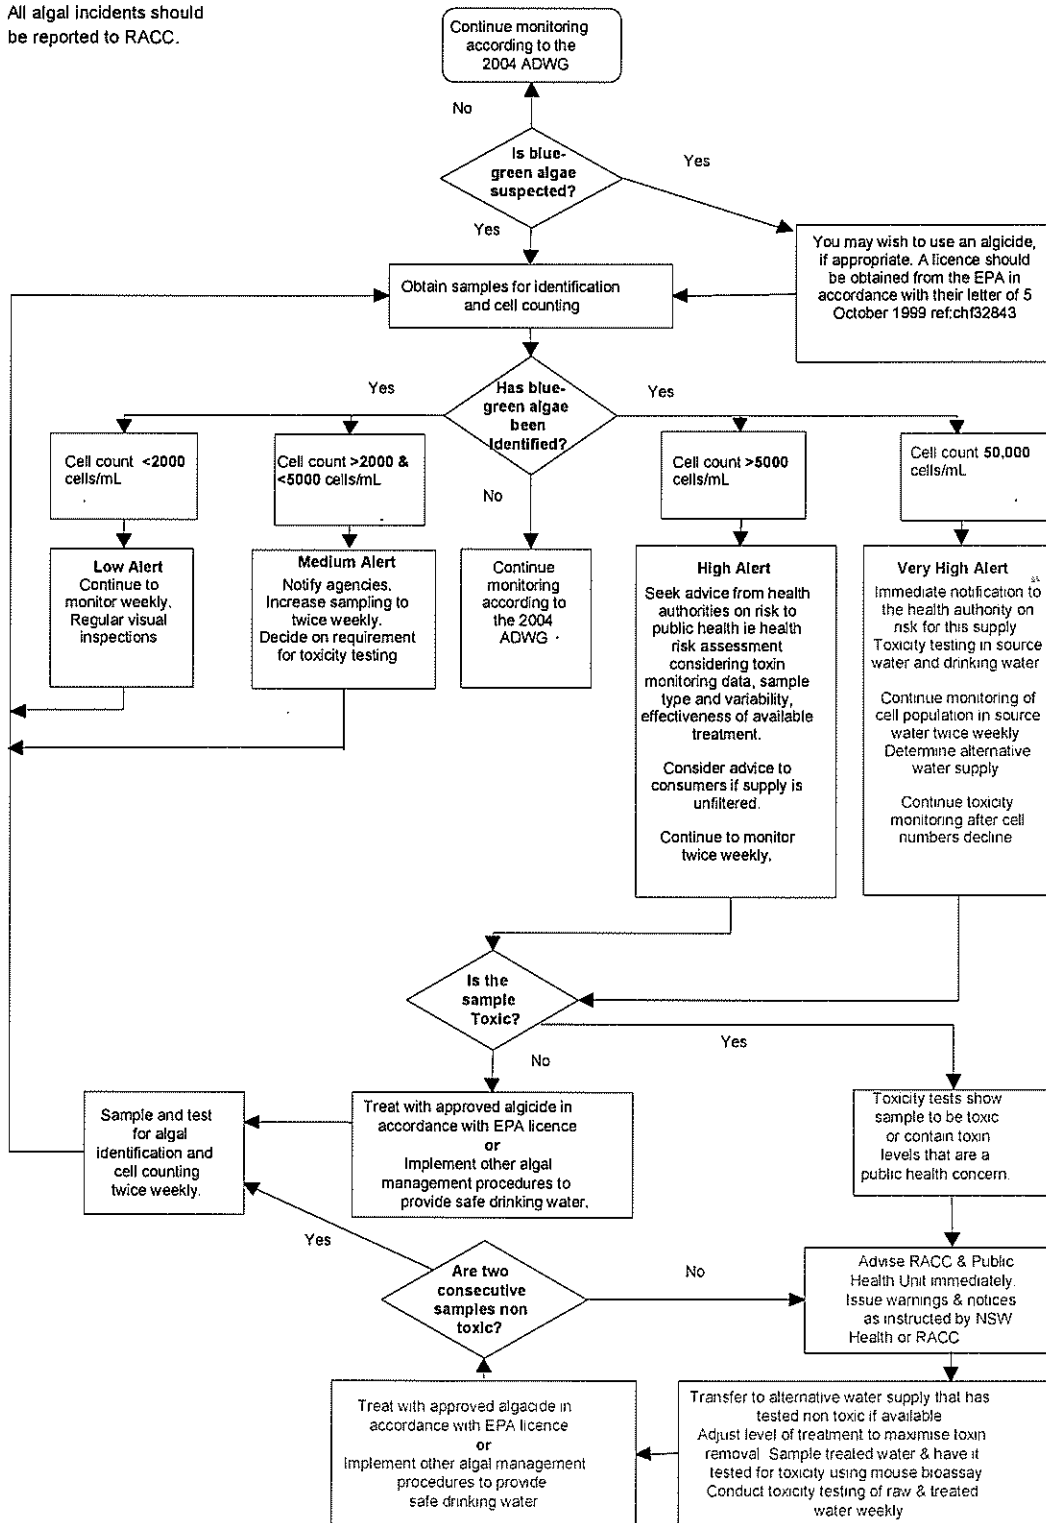 All algal incidents should
be reported to RACC.
Continue monitoring
according to the
2004 ADWG
No
Is blue-
green algae
suspected?
Yes
Yes
You may wish to use an algicide,
if appropriate. A licence should
be obtained from the EPA in
accordance with their letter of 5
October 1999 ref:chf32843
Obtain samples for identification
and cell counting
Yes
Has blue-
green algae
been
Identified?
Yes
Cell count <2000
cells/mL
Cell count >2000 &
<5000 cells/mL
No
Cell count >5000
cells/mL
Cell count 50,000
cells/mL
Low Alert
Continue to
monitor weekly.
Regular visual
inspections
Medium Alert
Notify agencies.
Increase sampling to
twice weekly.
Decide on requirement
for toxicity testing
Continue
monitoring
according to
the 2004
ADWG
High Alert
Seek advice from health
authorities on risk to
public health ie health
risk assessment
considering toxin
monitoring data, sample
type and variability,
effectiveness of available
treatment.
Consider advice to
consumers if supply is
unfiltered.
Continue to monitor
twice weekly.
Very High Alert
Immediate notification to
the health authority on
risk for this supply
Toxicity testing in source
water and drinking water
Continue monitoring of
cell population in source
water twice weekly
Determine alternative
water supply
Continue toxicity
monitoring after cell
numbers decline
Is the
sample
Toxic?
Yes
No
Sample and test
for algal
identification and
cell counting
twice weekly.
Treat with approved algicide in
accordance with EPA licence
or
Implement other algal
management procedures to
provide safe drinking water.
Toxicity tests show
sample to be toxic
or contain toxin
levels that are a
public health concern.
Yes
Are two
consecutive
samples non
toxic?
No
Advise RACC & Public
Health Unit immediately.
Issue warnings & notices
as instructed by NSW
Health or RACC
Treat with approved algacide in
accordance with EPA licence
or
Implement other algal management
procedures to provide
safe drinking water
Transfer to alternative water supply that has
tested non toxic if available
Adjust level of treatment to maximise toxin
removal Sample treated water & have it
tested for toxicity using mouse bioassay
Conduct toxicity testing of raw & treated
water weekly